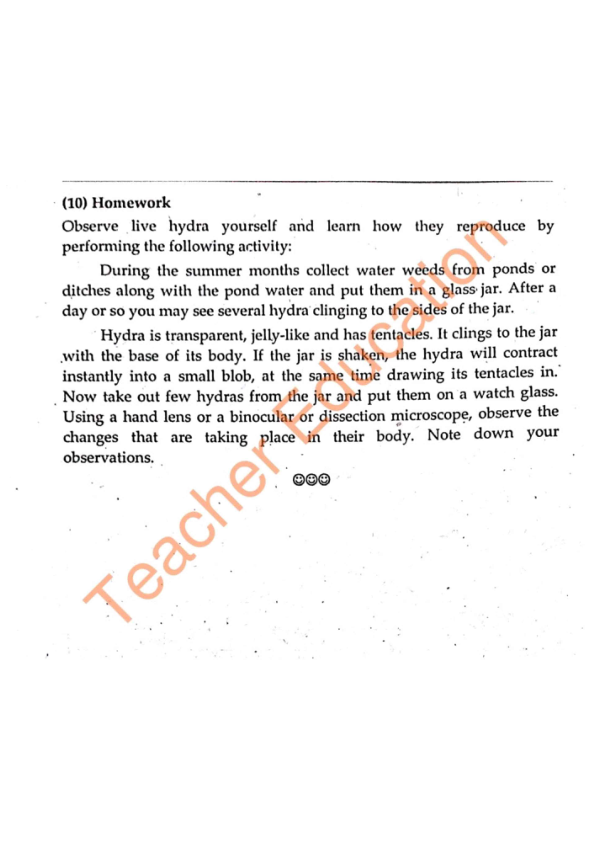 (10) Homework
Observe live hydra yourself and learn how they reproduce by
performing the following activity:
During the summer months collect water weeds from ponds or
ditches along with the pond water and put them in a glass jar. After a
day or so you may see several hydra clinging to the sides of the jar.
Hydra is transparent, jelly-like and has tentacles. It clings to the jar
with the base of its body. If the jar is shaken, the hydra will contract
instantly into a small blob, at the same time drawing its tentacles in.
Now take out few hydras from the jar and put them on a watch glass.
Using a hand lens or a binocular or dissection microscope, observe the
changes that are taking place in their body. Note down your
observations.
☺☺☺
Teacher Education